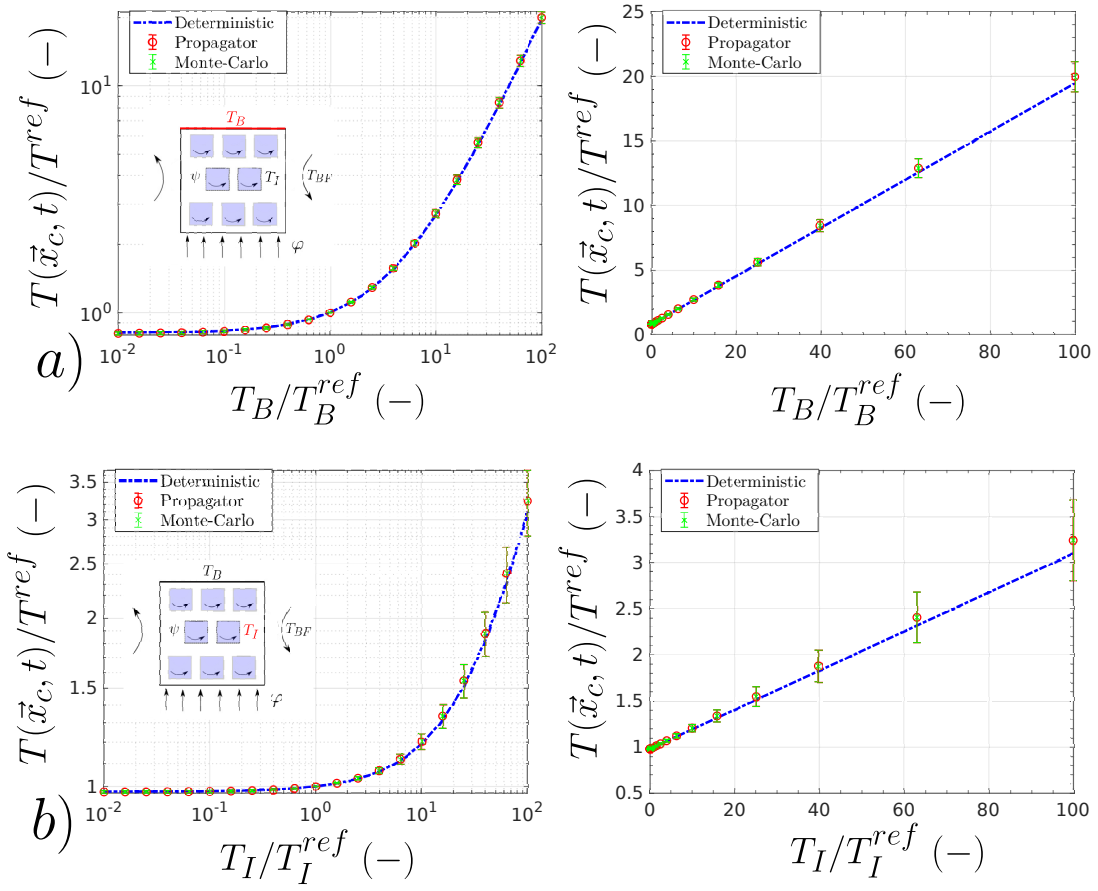 a)
T(x⃗_c, t)/T^ref (−)
10^1
10^0
Deterministic
Propagator
Monte-Carlo
T_B
ψ
T_I
T_BF
φ
10^-2 10^-1 10^0 10^1 10^2
T_B/T_B^ref (−)
T(x⃗_c, t)/T^ref (−)
25
20
15
10
5
0
Deterministic
Propagator
Monte-Carlo
0 20 40 60 80 100
T_B/T_B^ref (−)
b)
T(x⃗_c, t)/T^ref (−)
3.5
3
2.5
2
1.5
1
Deterministic
Propagator
Monte-Carlo
T_B
ψ
T_I
T_BF
φ
10^-2 10^-1 10^0 10^1 10^2
T_I/T_I^ref (−)
T(x⃗_c, t)/T^ref (−)
4
3.5
3
2.5
2
1.5
1
0.5
Deterministic
Propagator
Monte-Carlo
0 20 40 60 80 100
T_I/T_I^ref (−)